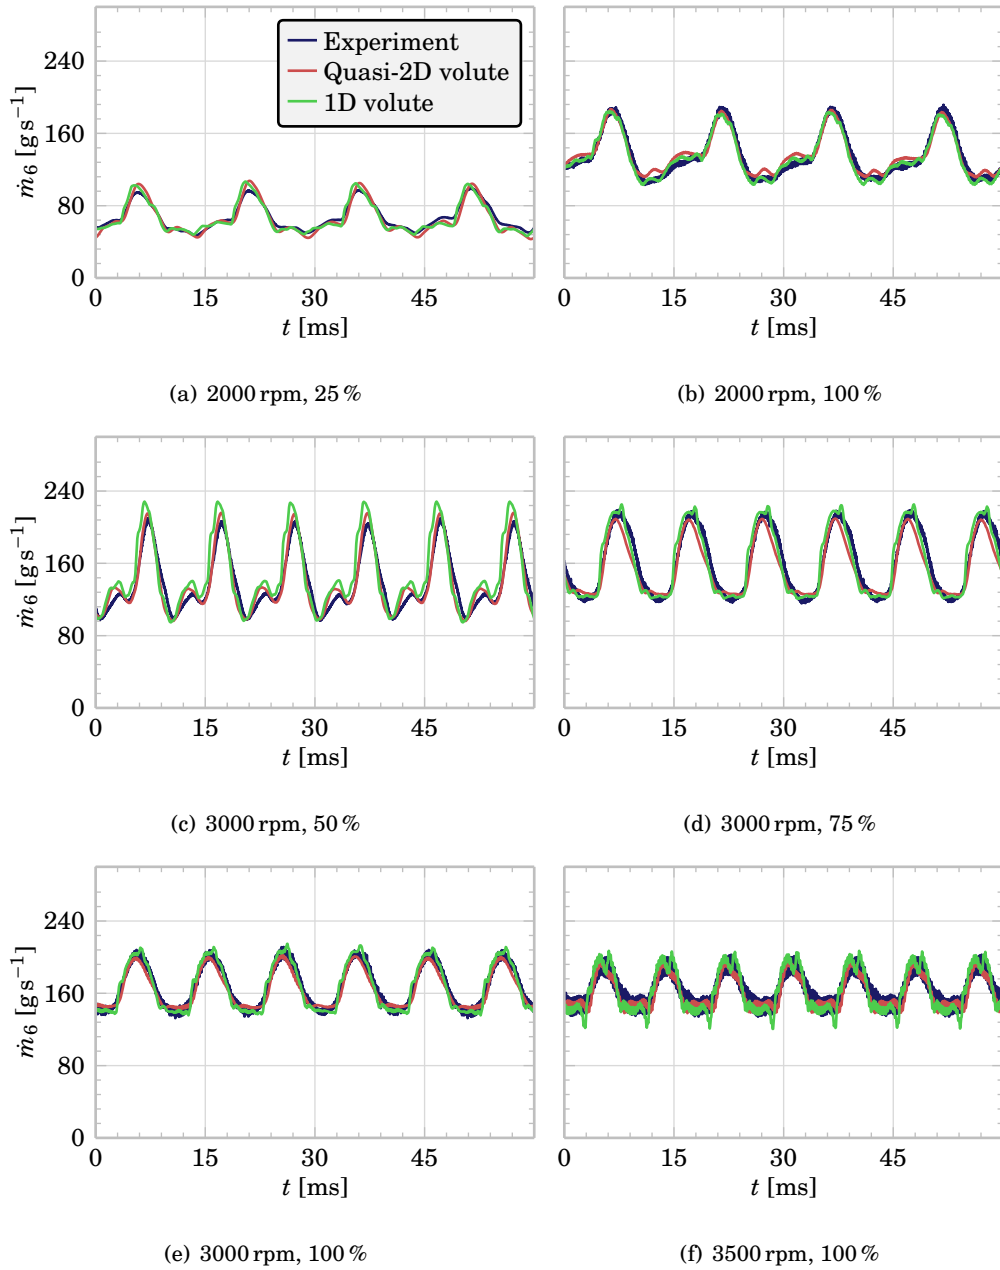 240
160
80
0
ṁ6 [g s−1]
Experiment
Quasi-2D volute
1D volute
0 15 30 45
t [ms]
0 15 30 45
t [ms]
(a) 2000 rpm, 25 %
(b) 2000 rpm, 100 %
240
160
80
0
ṁ6 [g s−1]
0 15 30 45
t [ms]
0 15 30 45
t [ms]
(c) 3000 rpm, 50 %
(d) 3000 rpm, 75 %
240
160
80
0
ṁ6 [g s−1]
0 15 30 45
t [ms]
0 15 30 45
t [ms]
(e) 3000 rpm, 100 %
(f) 3500 rpm, 100 %